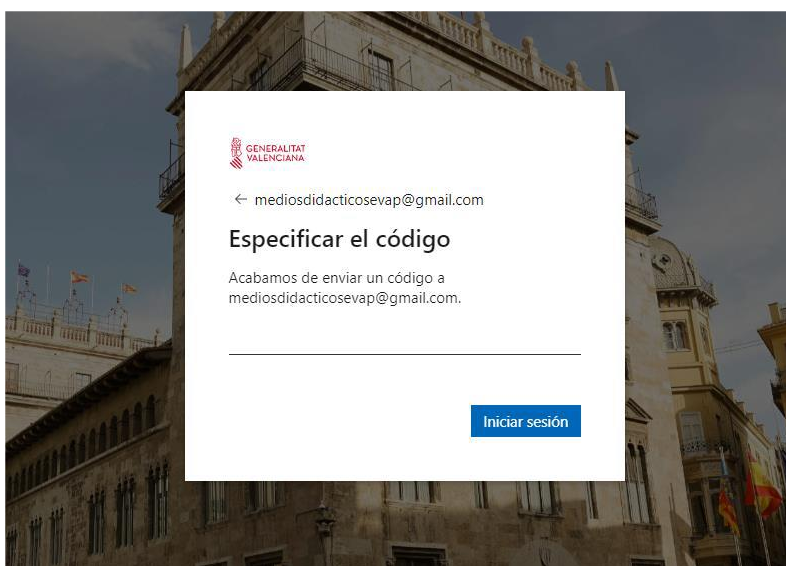 GENERALITAT
VALENCIANA
← mediosdidacticosevap@gmail.com
Especificar el código
Acabamos de enviar un código a
mediosdidacticosevap@gmail.com.
Iniciar sesión